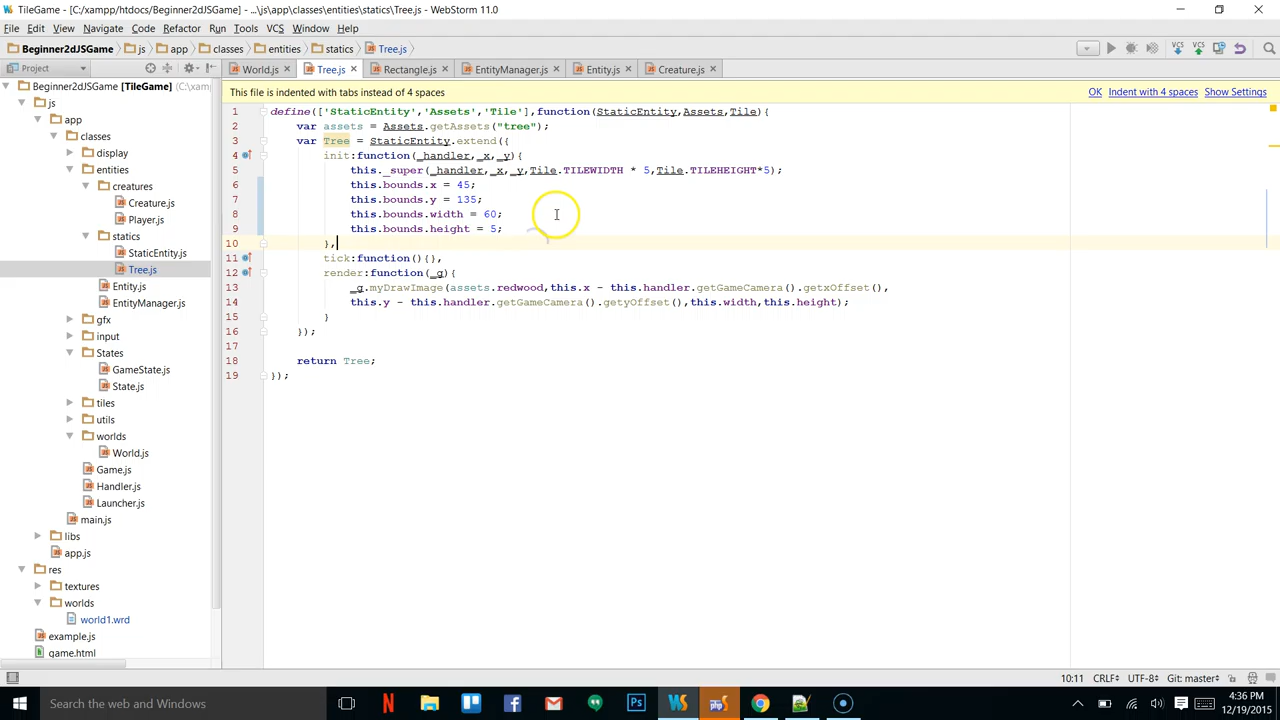 TileGame - [C:/xampp/htdocs/Beginner2dJSGame] - ...\js\app\classes\entities\statics\Tree.js - WebStorm 11.0
File Edit View Navigate Code Refactor Run Tools VCS Window Help
Beginner2dJSGame js app classes entities statics Tree.js
Project World.js Tree.js Rectangle.js EntityManager.js Entity.js Creature.js
This file is indented with tabs instead of 4 spaces OK Indent with 4 spaces Show Settings
Beginner2dJSGame [TileGame] (C:\xamp
js
app
classes
display
entities
creatures
Creature.js
Player.js
statics
StaticEntity.js
Tree.js
Entity.js
EntityManager.js
gfx
input
States
GameState.js
State.js
tiles
utils
worlds
World.js
Game.js
Handler.js
Launcher.js
main.js
libs
app.js
res
textures
worlds
world1.wrd
example.js
game.html
1 define(['StaticEntity','Assets','Tile'],function(StaticEntity,Assets,Tile){
2 var assets = Assets.getAssets("tree");
3 var Tree = StaticEntity.extend({
4 init:function(_handler,_x,_y){
5 this._super(_handler,_x,_y,Tile.TILEWIDTH * 5,Tile.TILEHEIGHT*5);
6 this.bounds.x = 45;
7 this.bounds.y = 135;
8 this.bounds.width = 60;
9 this.bounds.height = 5;
10 },
11 tick:function(){},
12 render:function(_g){
13 _g.myDrawImage(assets.redwood,this.x - this.handler.getGameCamera().getxOffset(),
14 this.y - this.handler.getGameCamera().getyOffset(),this.width,this.height);
15 }
16 });
17
18 return Tree;
19 });
10:11 CRLF UTF-8 Git: master
Search the web and Windows
4:36 PM
12/19/2015